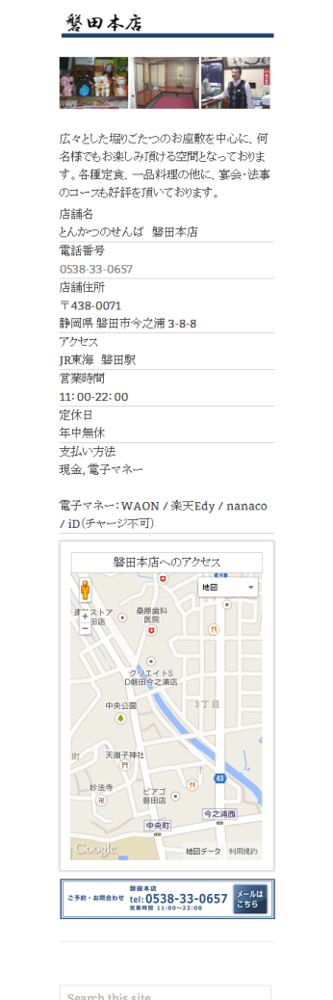 磐田本店
広々とした堀りごたつのお座敷を中心に、何
名様でもお楽しみ頂ける空間となっておりま
す。各種定食、一品料理の他に、宴会・法事
のコースも好評を頂いております。
店舗名
とんかつのせんば 磐田本店
電話番号
0538-33-0657
店舗住所
〒438-0071
静岡県 磐田市今之浦 3-8-8
アクセス
JR東海 磐田駅
営業時間
11：00-22：00
定休日
年中無休
支払い方法
現金, 電子マネー
電子マネー：WAON / 楽天Edy / nanaco
/ iD（チャージ不可）
磐田本店へのアクセス
43
地図
桑原歯科
医院
ストア
田店
クリエイトS
D磐田今之浦店
中央公園
3丁目
町
天御子神社
43
妙法寺
ピアゴ
磐田店
今之浦西
中央町
Google
地図データ 利用規約
ご予約・お問合わせ
磐田本店
tel：0538-33-0657
営業時間 11：00〜22：00
メールは
こちら
Search this site